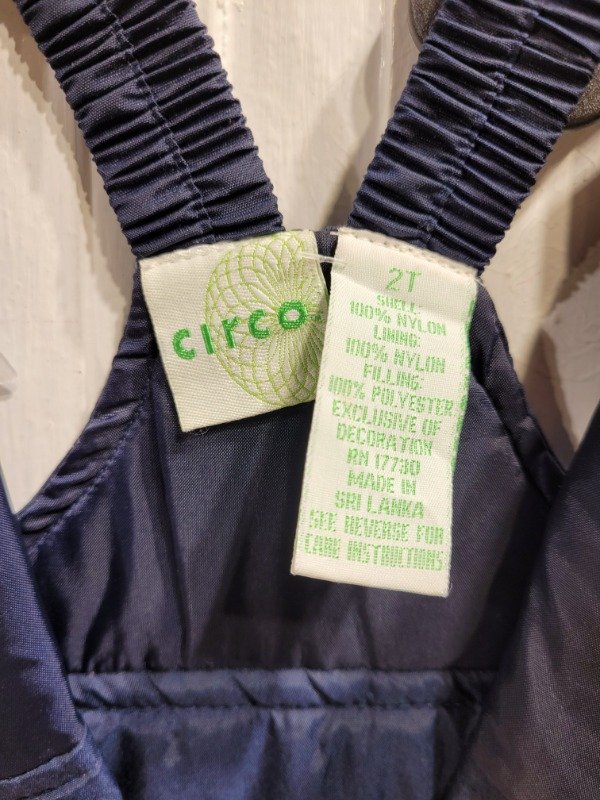 circo.
2T
SHELL:
100% NYLON
LINING:
100% NYLON
FILLING:
100% POLYESTER
EXCLUSIVE OF
DECORATION
RN 17730
MADE IN
SRI LANKA
SEE REVERSE FOR
CARE INSTRUCTIONS